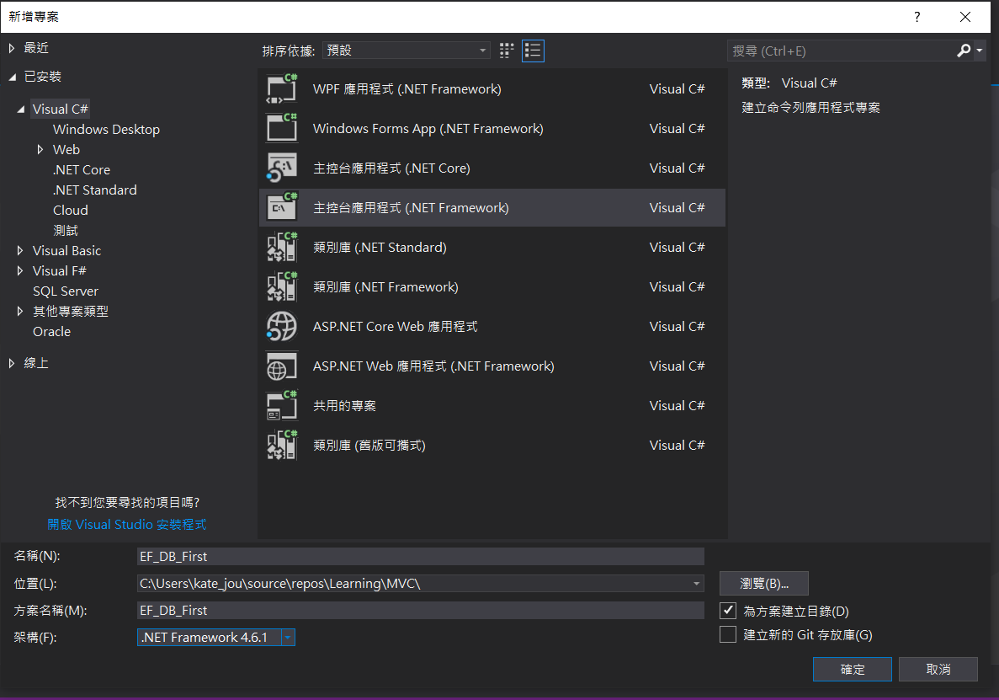 新增專案
?
最近
已安裝
Visual C#
Windows Desktop
Web
.NET Core
.NET Standard
Cloud
測試
Visual Basic
Visual F#
SQL Server
其他專案類型
Oracle
線上
找不到您要尋找的項目嗎?
開啟 Visual Studio 安裝程式
排序依據: 預設
搜尋 (Ctrl+E)
WPF 應用程式 (.NET Framework) Visual C#
Windows Forms App (.NET Framework) Visual C#
主控台應用程式 (.NET Core) Visual C#
主控台應用程式 (.NET Framework) Visual C#
類別庫 (.NET Standard) Visual C#
類別庫 (.NET Framework) Visual C#
ASP.NET Core Web 應用程式 Visual C#
ASP.NET Web 應用程式 (.NET Framework) Visual C#
共用的專案 Visual C#
類別庫 (舊版可攜式) Visual C#
類型: Visual C#
建立命令列應用程式專案
名稱(N): EF_DB_First
位置(L): C:\Users\kate_jou\source\repos\Learning\MVC\
瀏覽(B)...
方案名稱(M): EF_DB_First
為方案建立目錄(D)
架構(F): .NET Framework 4.6.1
建立新的 Git 存放庫(G)
確定
取消